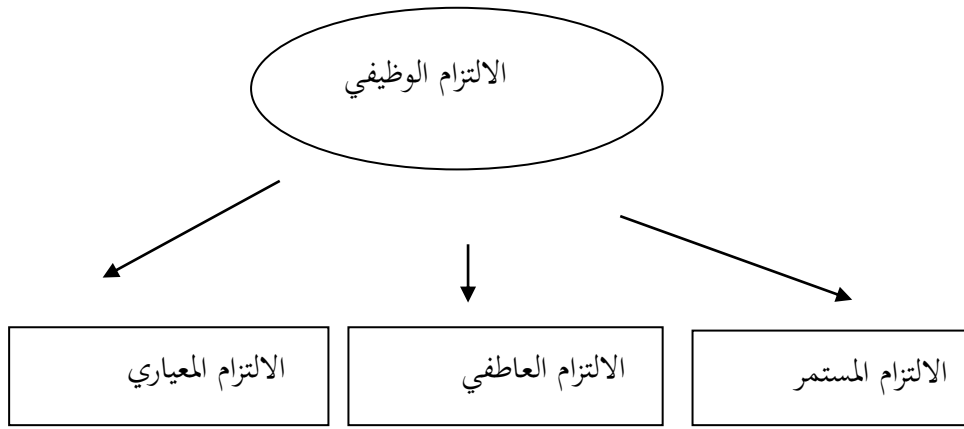 الالتزام الوظيفي
الالتزام المستمر
الالتزام العاطفي
الالتزام المعياري